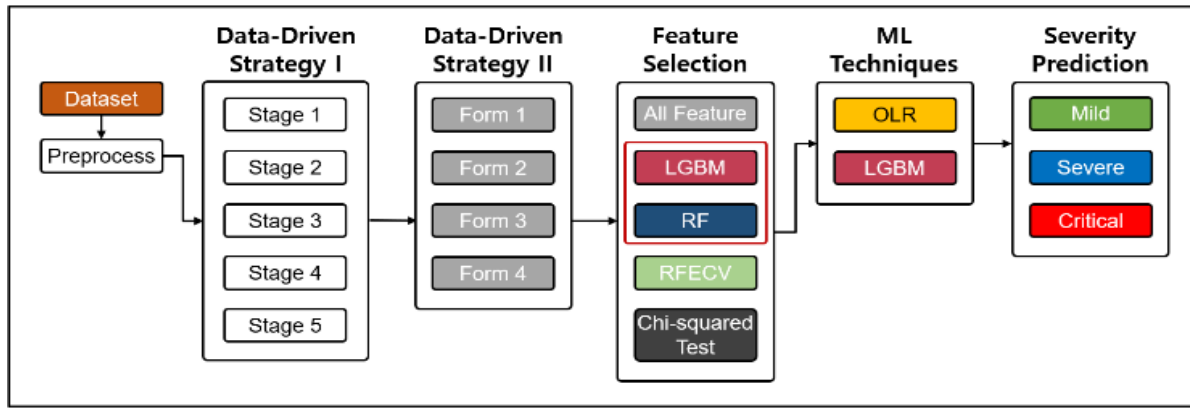 Data-Driven
Strategy I
Data-Driven
Strategy II
Feature
Selection
ML
Techniques
Severity
Prediction
Dataset
Preprocess
Stage 1
Stage 2
Stage 3
Stage 4
Stage 5
Form 1
Form 2
Form 3
Form 4
All Feature
LGBM
RF
RFECV
Chi-squared
Test
OLR
LGBM
Mild
Severe
Critical